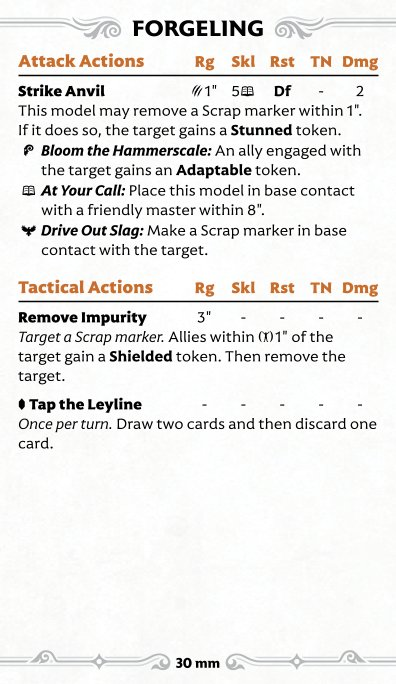 FORGELING
Attack Actions Rg Skl Rst TN Dmg
Strike Anvil 1" 5 Df - 2
This model may remove a Scrap marker within 1".
If it does so, the target gains a Stunned token.
Bloom the Hammerscale: An ally engaged with
the target gains an Adaptable token.
At Your Call: Place this model in base contact
with a friendly master within 8".
Drive Out Slag: Make a Scrap marker in base
contact with the target.
Tactical Actions Rg Skl Rst TN Dmg
Remove Impurity 3" - - - -
Target a Scrap marker. Allies within 1" of the
target gain a Shielded token. Then remove the
target.
Tap the Leyline - - - - -
Once per turn. Draw two cards and then discard one
card.
30 mm